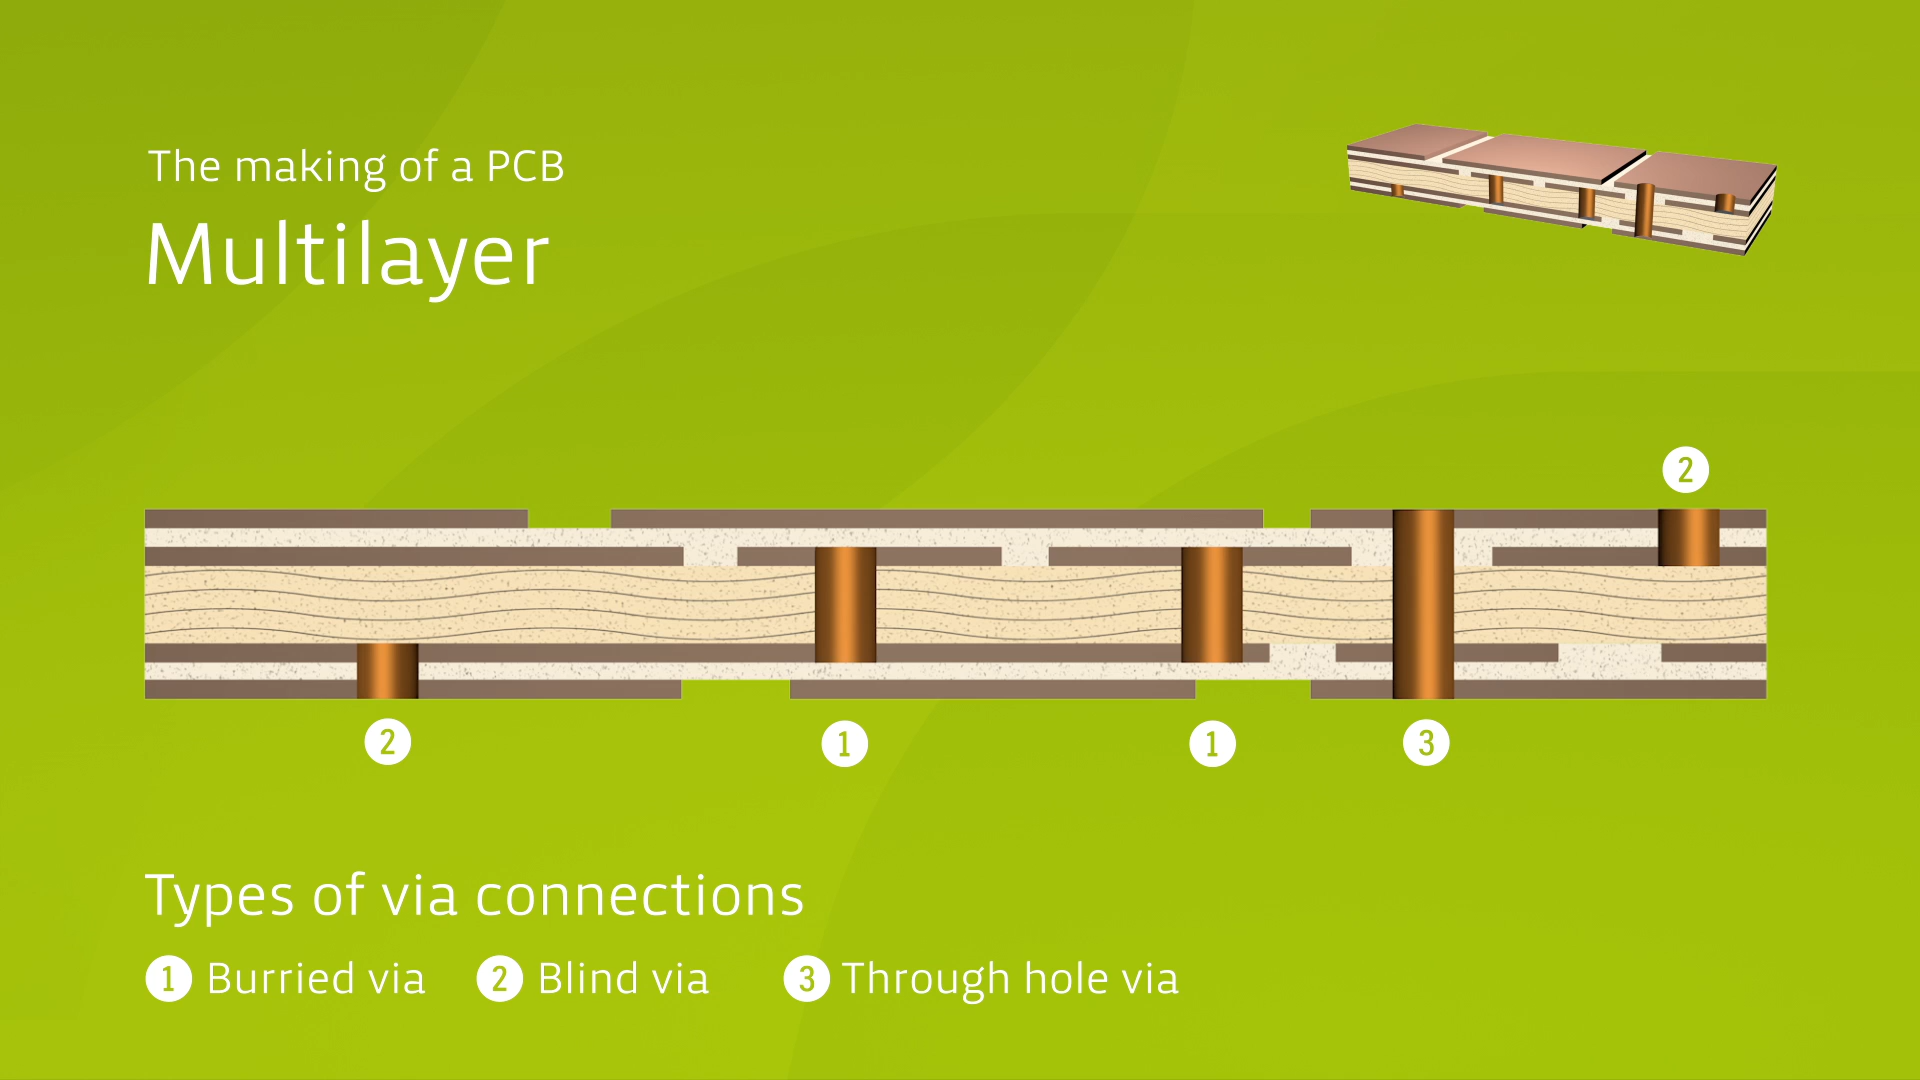 The making of a PCB
Multilayer
2
2 1 1 3
Types of via connections
1 Burried via 2 Blind via 3 Through hole via